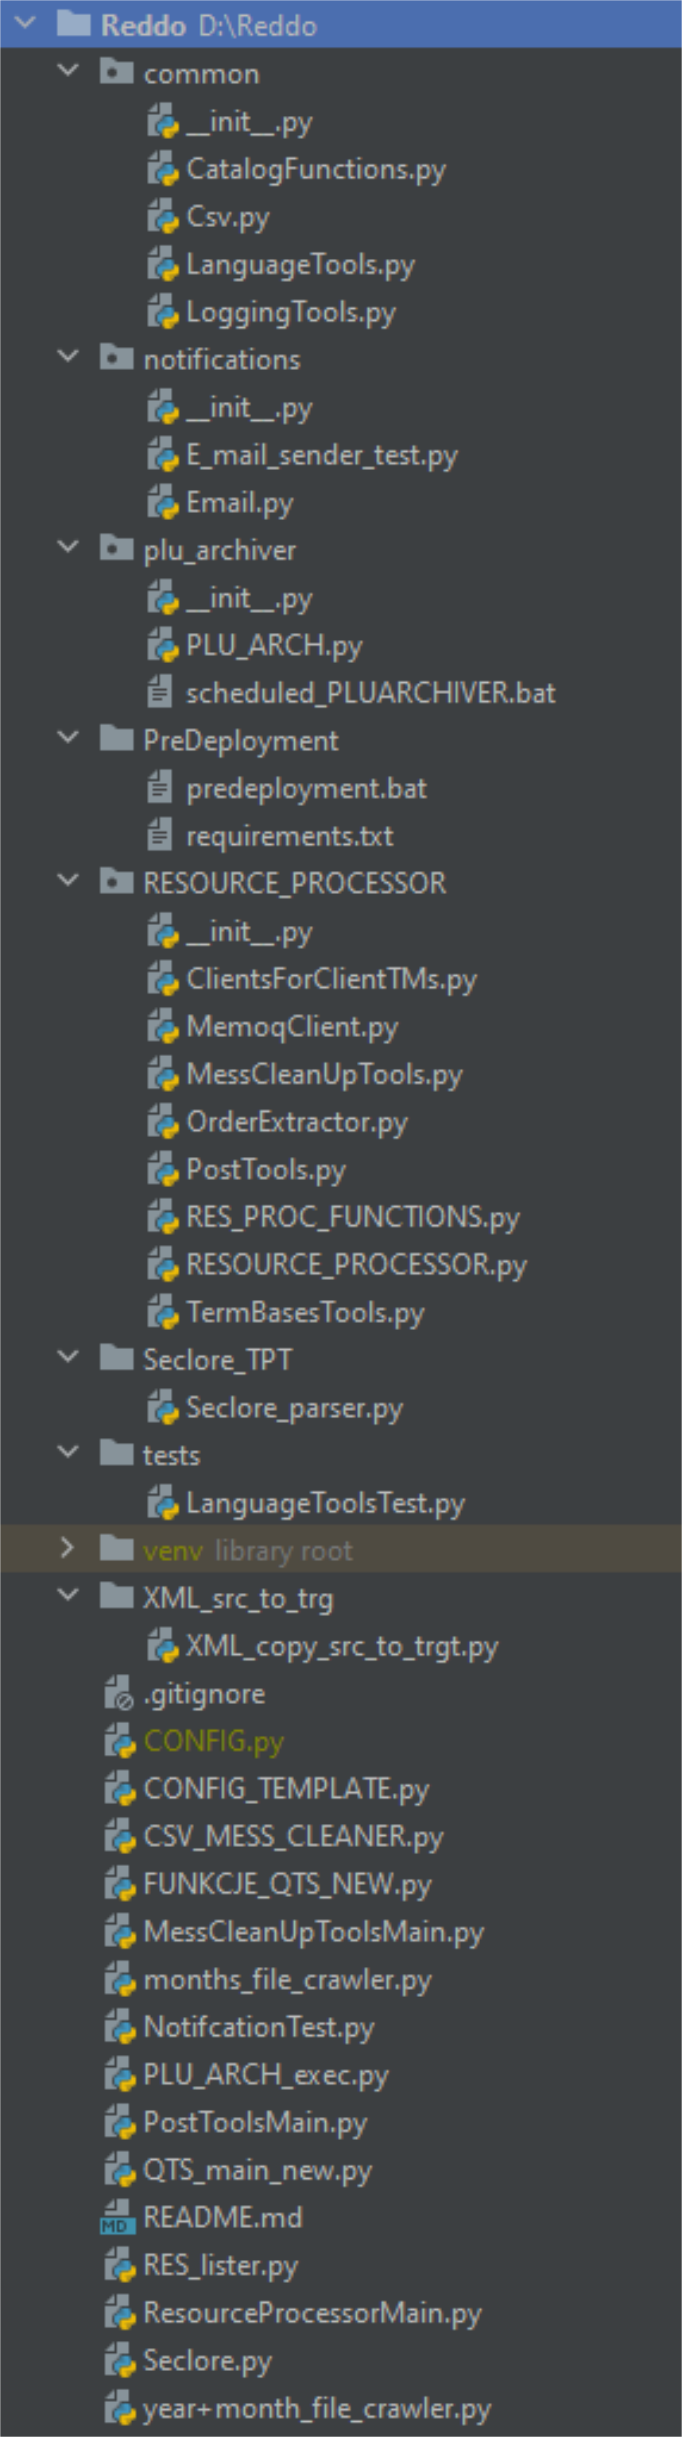 Reddo D:\Reddo
common
__init__.py
CatalogFunctions.py
Csv.py
LanguageTools.py
LoggingTools.py
notifications
__init__.py
E_mail_sender_test.py
Email.py
plu_archiver
__init__.py
PLU_ARCH.py
scheduled_PLUARCHIVER.bat
PreDeployment
predeployment.bat
requirements.txt
RESOURCE_PROCESSOR
__init__.py
ClientsForClientTMs.py
MemoqClient.py
MessCleanUpTools.py
OrderExtractor.py
PostTools.py
RES_PROC_FUNCTIONS.py
RESOURCE_PROCESSOR.py
TermBasesTools.py
Seclore_TPT
Seclore_parser.py
tests
LanguageToolsTest.py
venv library root
XML_src_to_trg
XML_copy_src_to_trgt.py
.gitignore
CONFIG.py
CONFIG_TEMPLATE.py
CSV_MESS_CLEANER.py
FUNKCJE_QTS_NEW.py
MessCleanUpToolsMain.py
months_file_crawler.py
NotifcationTest.py
PLU_ARCH_exec.py
PostToolsMain.py
QTS_main_new.py
MD README.md
RES_lister.py
ResourceProcessorMain.py
Seclore.py
year+month_file_crawler.py